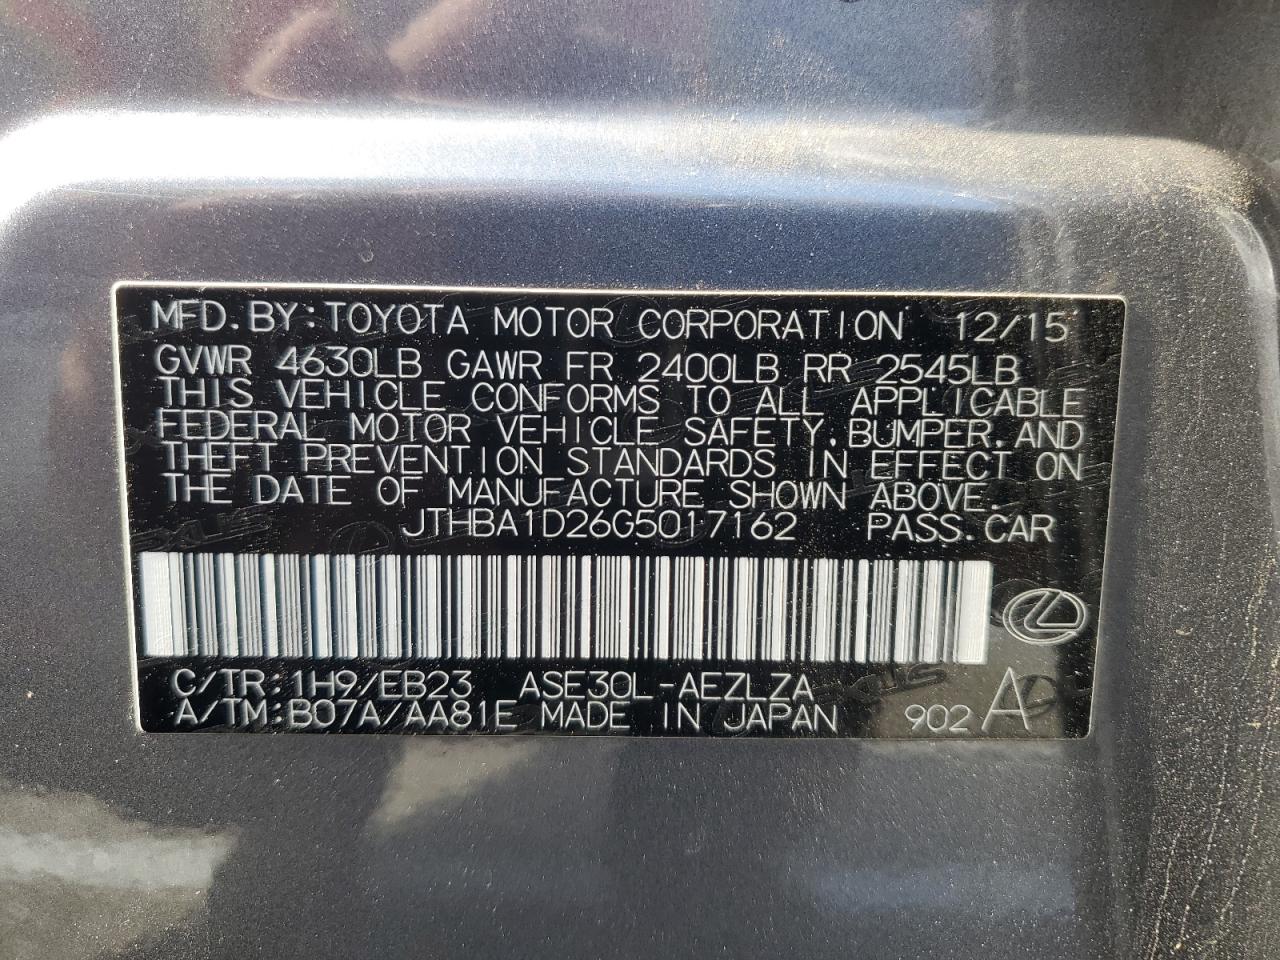 MFD.BY:TOYOTA MOTOR CORPORATION 12/15
GVWR 4630LB GAWR FR 2400LB RR 2545LB
THIS VEHICLE CONFORMS TO ALL APPLICABLE
FEDERAL MOTOR VEHICLE SAFETY,BUMPER,AND
THEFT PREVENTION STANDARDS IN EFFECT ON
THE DATE OF MANUFACTURE SHOWN ABOVE.
JTHBA1D26G5017162 PASS.CAR
C/TR:1H9/EB23 ASE30L-AEZLZA
A/TM:B07A/AA81E MADE IN JAPAN 902 A